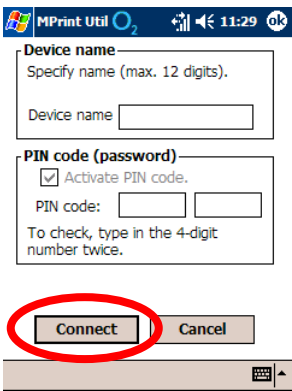 MPrint Util O2 11:29 ok
Device name
Specify name (max. 12 digits).
Device name
PIN code (password)
Activate PIN code.
PIN code:
To check, type in the 4-digit
number twice.
Connect Cancel